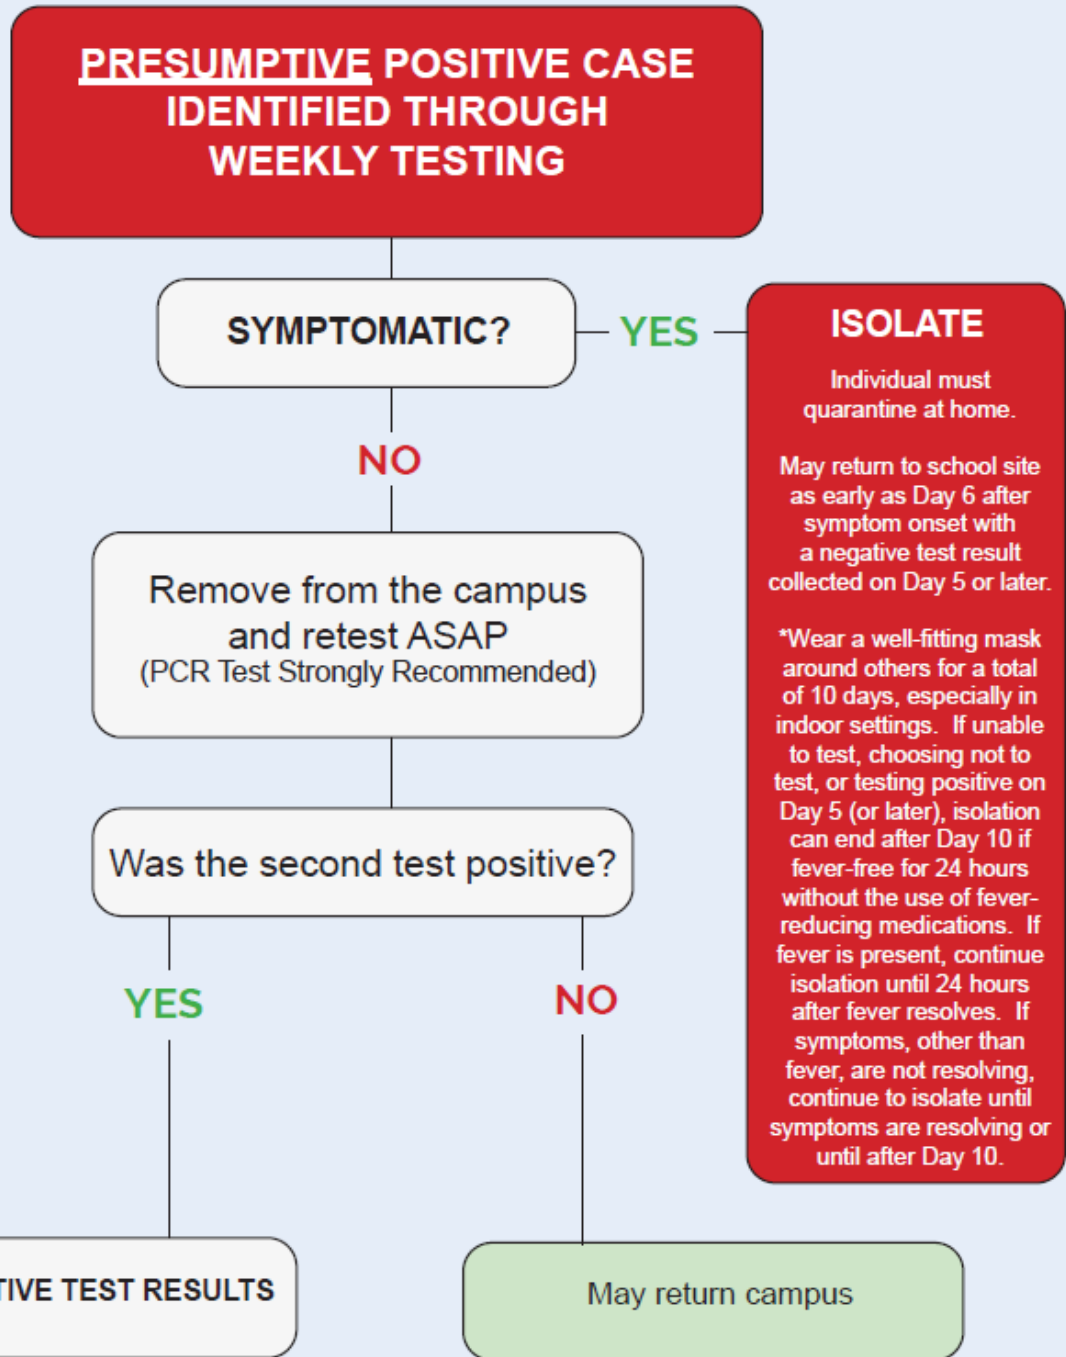 PRESUMPTIVE POSITIVE CASE
IDENTIFIED THROUGH
WEEKLY TESTING
SYMPTOMATIC?
YES
ISOLATE
Individual must
quarantine at home.
May return to school site
as early as Day 6 after
symptom onset with
a negative test result
collected on Day 5 or later.
*Wear a well-fitting mask
around others for a total
of 10 days, especially in
indoor settings.  If unable
to test, choosing not to
test, or testing positive on
Day 5 (or later), isolation
can end after Day 10 if
fever-free for 24 hours
without the use of fever-
reducing medications.  If
fever is present, continue
isolation until 24 hours
after fever resolves.  If
symptoms, other than
fever, are not resolving,
continue to isolate until
symptoms are resolving or
until after Day 10.
NO
Remove from the campus
and retest ASAP
(PCR Test Strongly Recommended)
Was the second test positive?
YES
NO
TEST RESULTS
May return campus